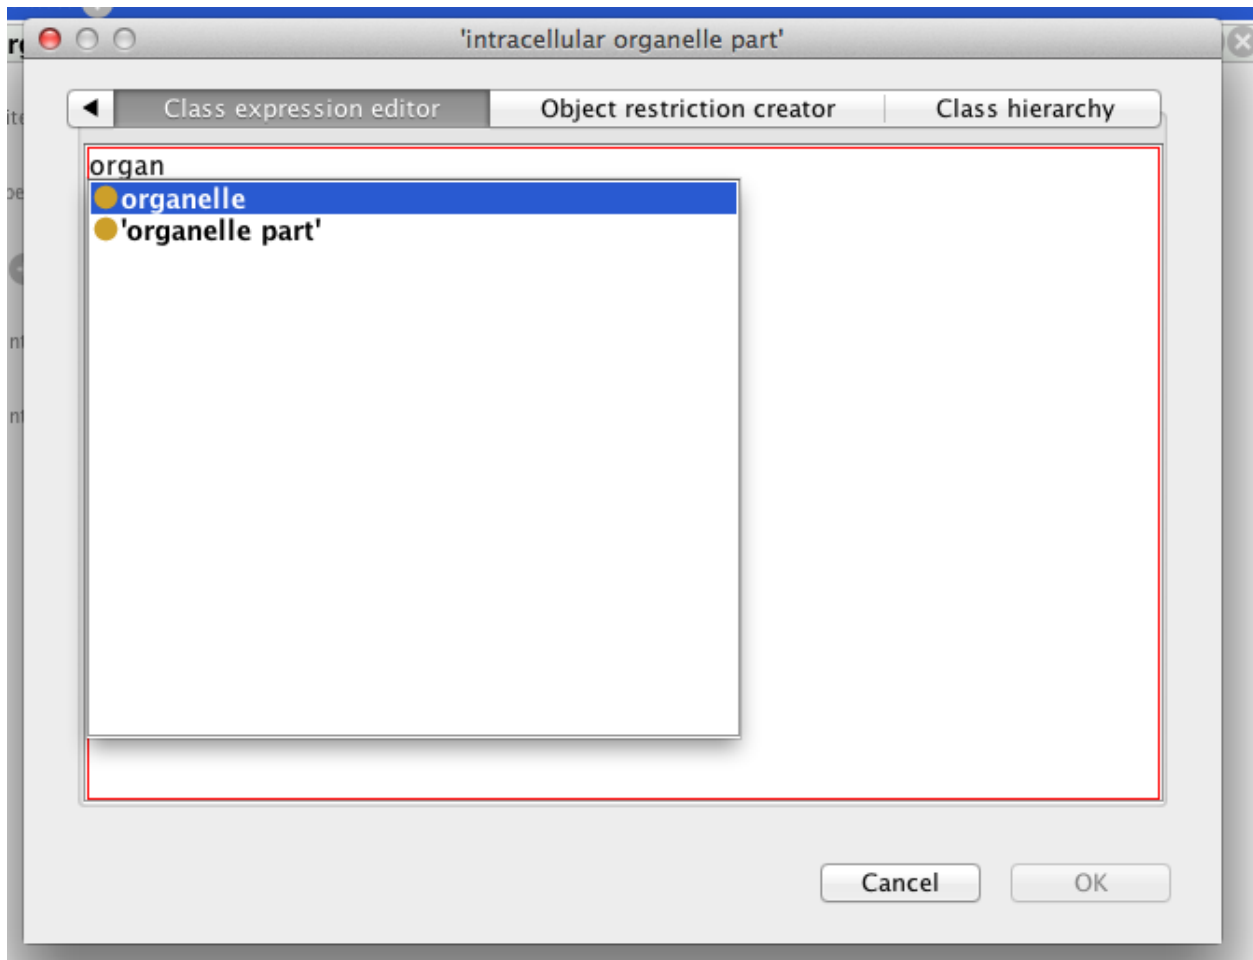 'intracellular organelle part'
Class expression editor Object restriction creator Class hierarchy
organ
organelle
'organelle part'
Cancel OK